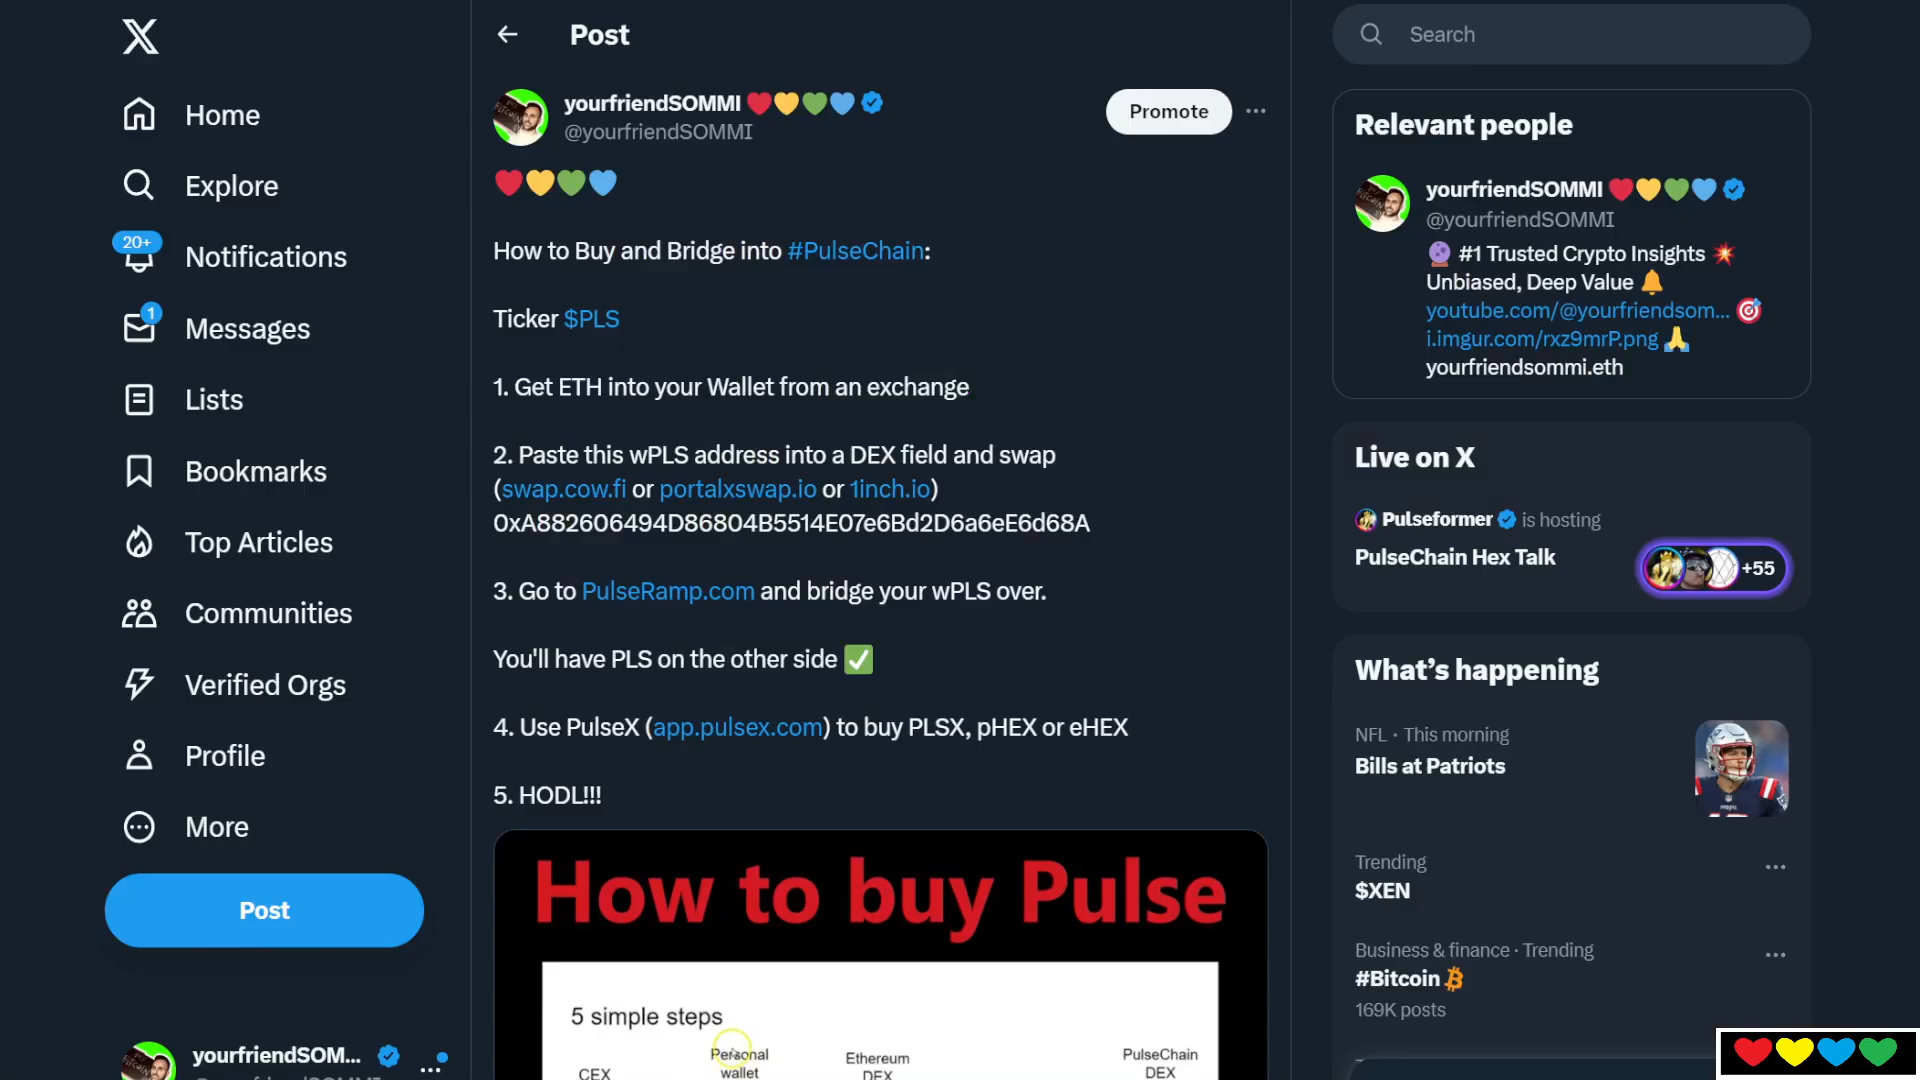 Home
Explore
20+
Notifications
1
Messages
Lists
Bookmarks
Top Articles
Communities
Verified Orgs
Profile
More
Post
yourfriendSOM...
Post
yourfriendSOMMI
@yourfriendSOMMI
Promote
How to Buy and Bridge into #PulseChain:
Ticker $PLS
1. Get ETH into your Wallet from an exchange
2. Paste this wPLS address into a DEX field and swap
(swap.cow.fi or portalxswap.io or 1inch.io)
0xA882606494D86804B5514E07e6Bd2D6a6eE6d68A
3. Go to PulseRamp.com and bridge your wPLS over.
You'll have PLS on the other side
4. Use PulseX (app.pulsex.com) to buy PLSX, pHEX or eHEX
5. HODL!!!
How to buy Pulse
5 simple steps
CEX
Personal
wallet
Ethereum
DEX
PulseChain
DEX
Search
Relevant people
yourfriendSOMMI
@yourfriendSOMMI
#1 Trusted Crypto Insights
Unbiased, Deep Value
youtube.com/@yourfriendsom...
i.imgur.com/rxz9mrP.png
yourfriendsommi.eth
Live on X
Pulseformer is hosting
PulseChain Hex Talk
+55
What's happening
NFL · This morning
Bills at Patriots
Trending
$XEN
Business & finance · Trending
#Bitcoin
169K posts